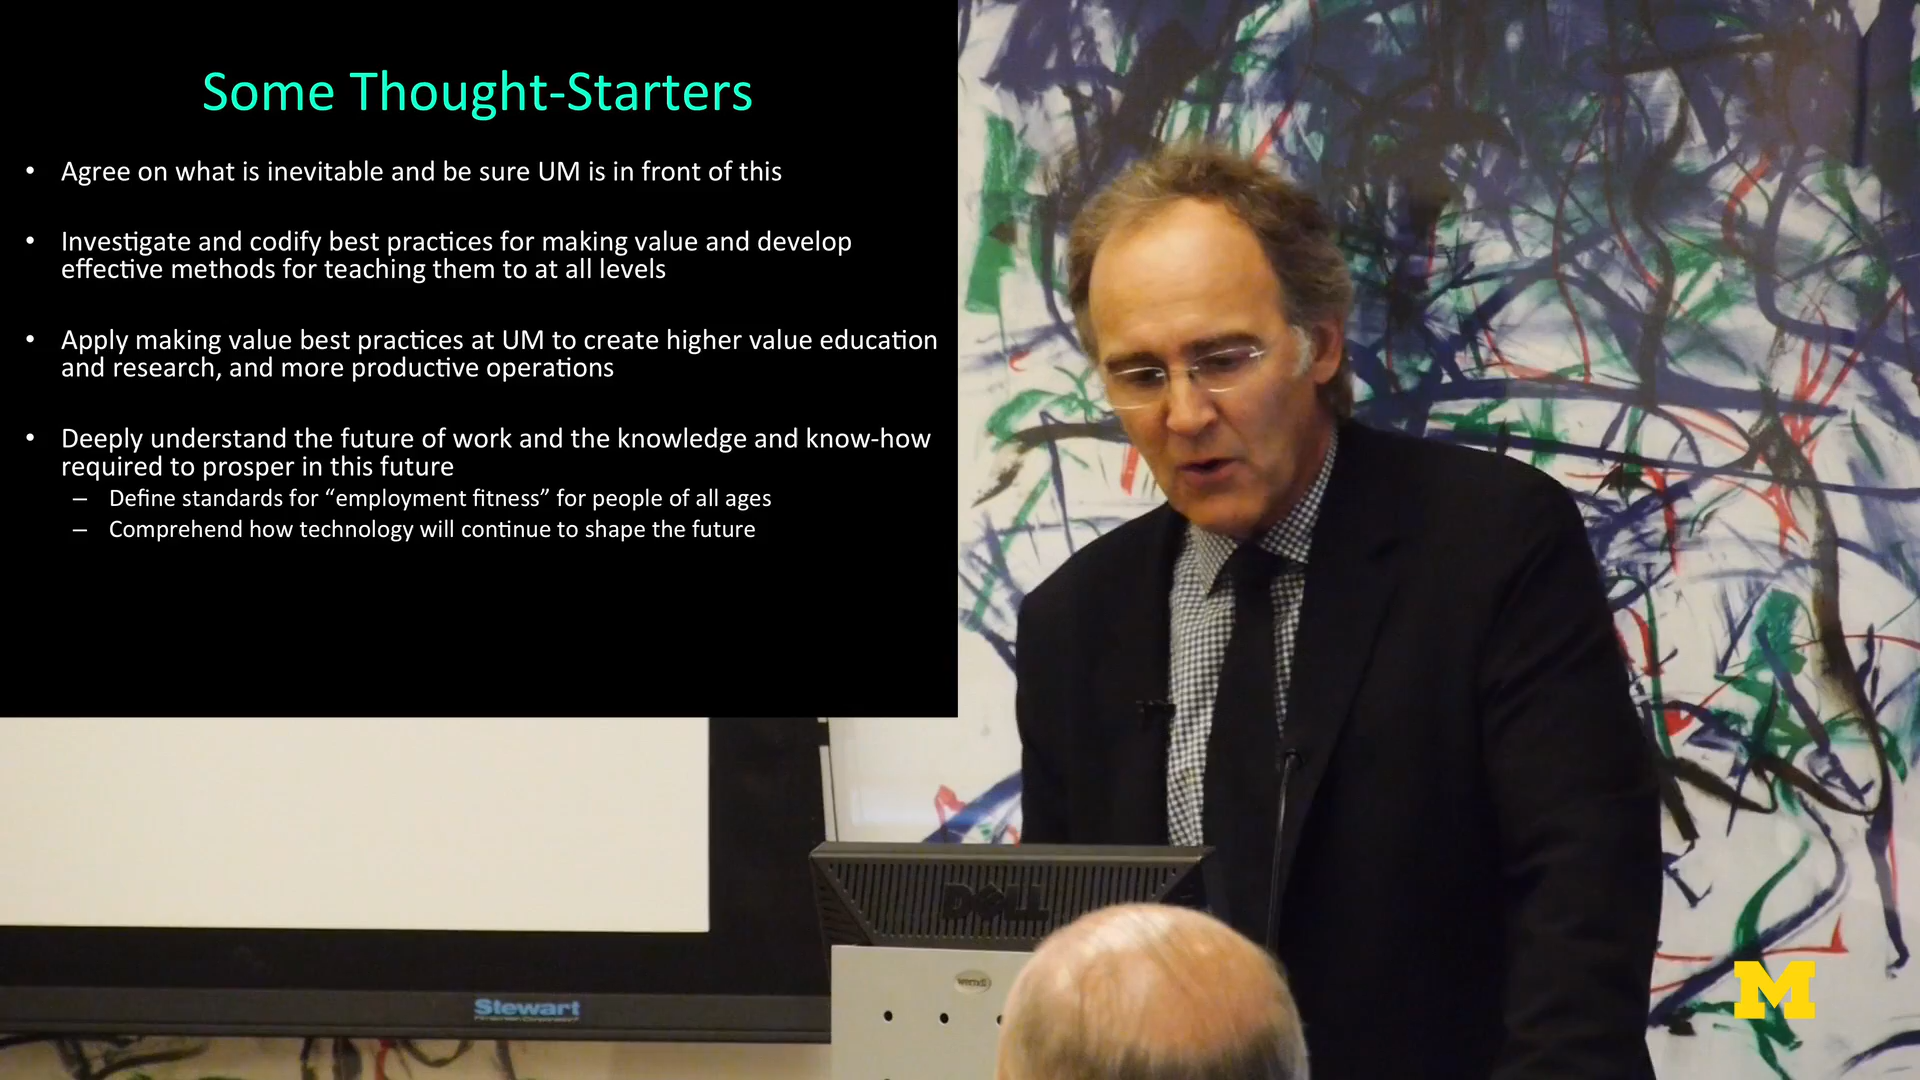 Some Thought-Starters
• Agree on what is inevitable and be sure UM is in front of this
• Investigate and codify best practices for making value and develop
effective methods for teaching them to at all levels
• Apply making value best practices at UM to create higher value education
and research, and more productive operations
• Deeply understand the future of work and the knowledge and know-how
required to prosper in this future
– Define standards for “employment fitness” for people of all ages
– Comprehend how technology will continue to shape the future
DELL
Stewart
M